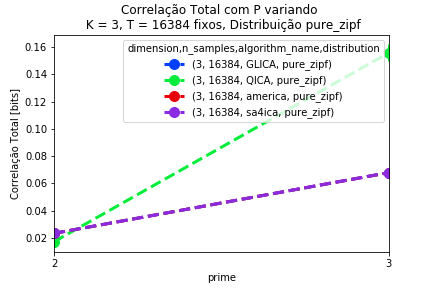 Correlação Total com P variando
K = 3, T = 16384 fixos, Distribuição pure_zipf
Correlação Total [bits]
0.16
0.14
0.12
0.10
0.08
0.06
0.04
0.02
dimension,n_samples,algorithm_name,distribution
(3, 16384, GLICA, pure_zipf)
(3, 16384, QICA, pure_zipf)
(3, 16384, america, pure_zipf)
(3, 16384, sa4ica, pure_zipf)
2
3
prime